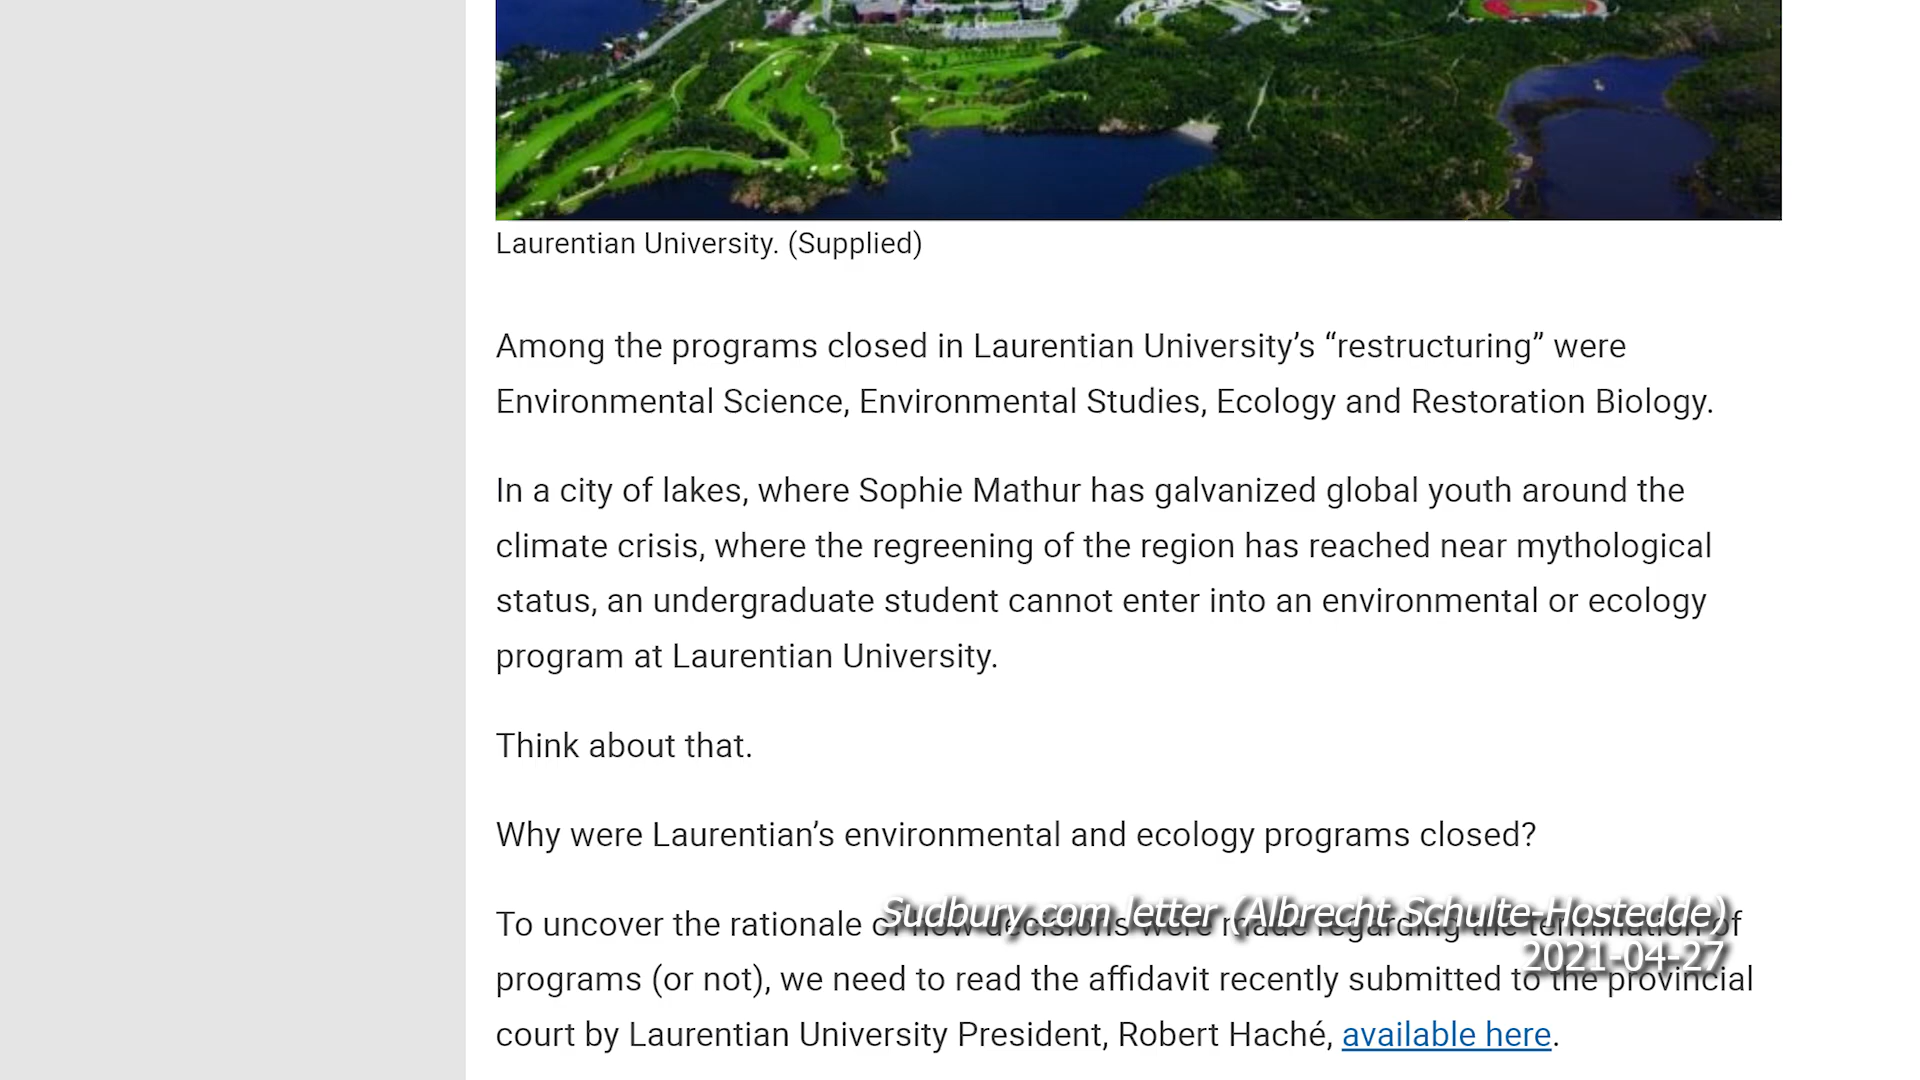 Laurentian University. (Supplied)
Among the programs closed in Laurentian University’s “restructuring” were
Environmental Science, Environmental Studies, Ecology and Restoration Biology.
In a city of lakes, where Sophie Mathur has galvanized global youth around the
climate crisis, where the regreening of the region has reached near mythological
status, an undergraduate student cannot enter into an environmental or ecology
program at Laurentian University.
Think about that.
Why were Laurentian’s environmental and ecology programs closed?
To uncover the rationale of how decisions were made regarding the termination of
Sudbury.com letter (Albrecht Schulte-Hostedde)
2021-04-27
programs (or not), we need to read the affidavit recently submitted to the provincial
court by Laurentian University President, Robert Haché, available here.